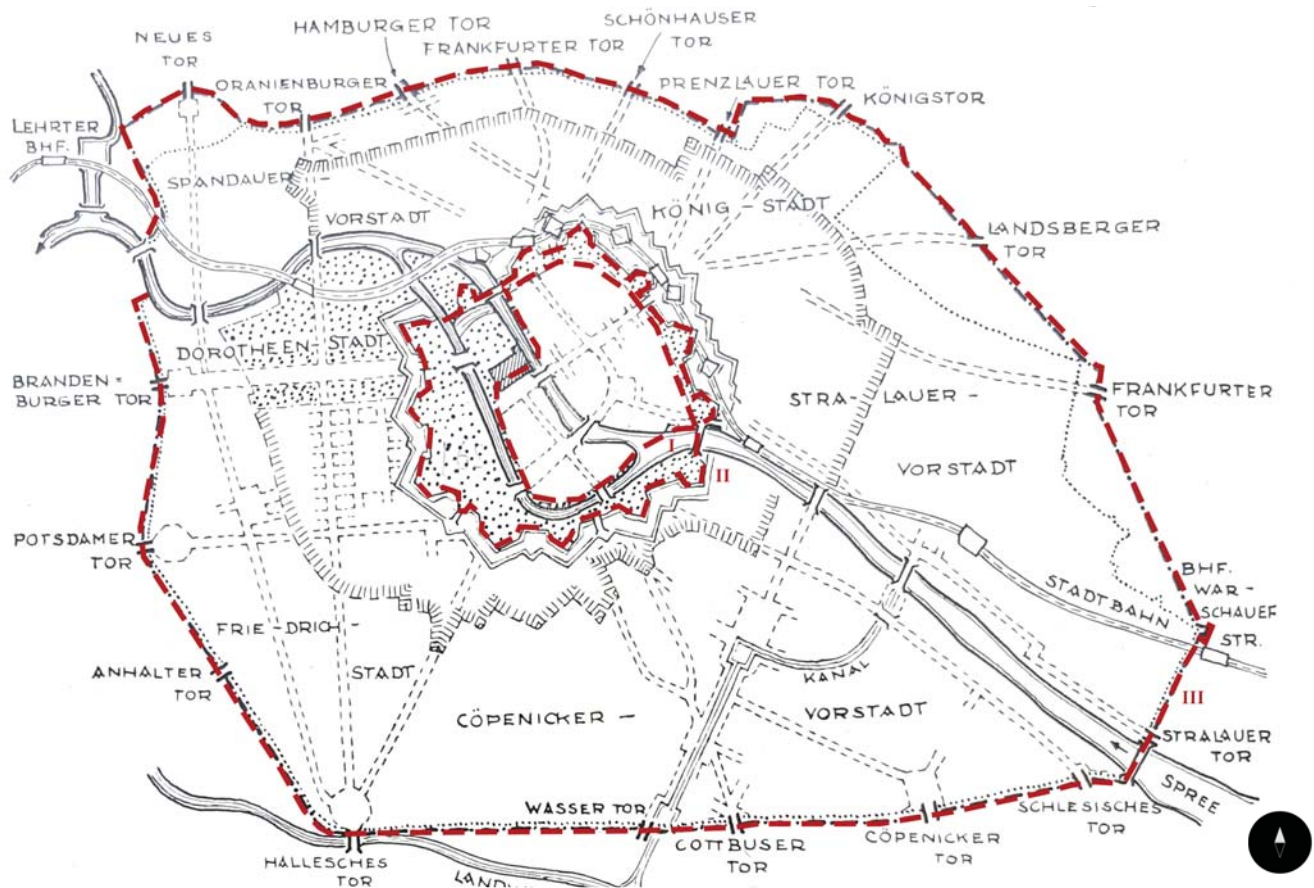 NEUES
TOR
HAMBURGER TOR
FRANKFURTER TOR
SCHÖNHAUSER
TOR
ORANIENBURGER
TOR
PRENZLAUER TOR
KÖNIGSTOR
LEHRTER
BHF.
SPANDAUER -
VORSTADT
KÖNIG - STADT
LANDSBERGER
TOR
DOROTHEEN STADT
BRANDEN =
BURGER TOR
STRA - LAUER -
VORSTADT
FRANKFURTER
TOR
I
II
POTSDAMER
TOR
BHF.
WAR -
SCHAUEF
STR.
STADTBAHN
FRIE - DRICH -
STADT
ANHALTER
TOR
KANAL
CÖPENICKER -
VORSTADT
III
STRALAUER
TOR
SPREE
WASSER TOR
COTTBUSER
TOR
CÖPENICKER
TOR
SCHLESISCHES
TOR
HALLESCHES
TOR